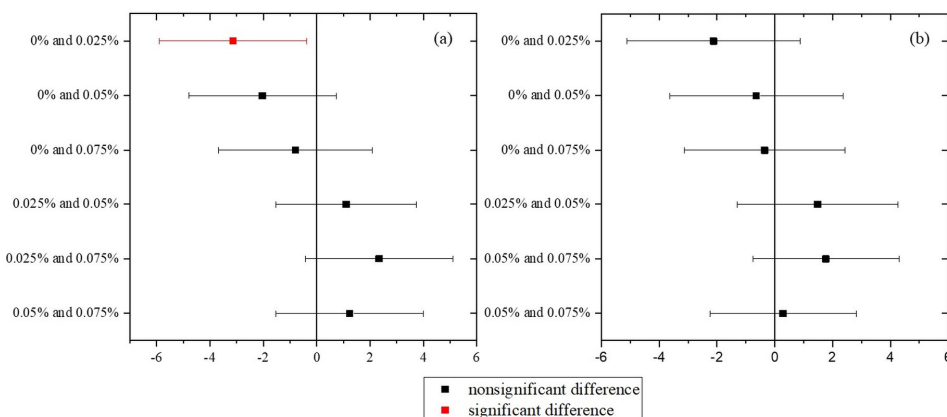 (a)
0% and 0.025%
0% and 0.05%
0% and 0.075%
0.025% and 0.05%
0.025% and 0.075%
0.05% and 0.075%
-6 -4 -2 0 2 4 6
(b)
0% and 0.025%
0% and 0.05%
0% and 0.075%
0.025% and 0.05%
0.05% and 0.075%
0.05% and 0.075%
-6 -4 -2 0 2 4 6
nonsignificant difference
significant difference